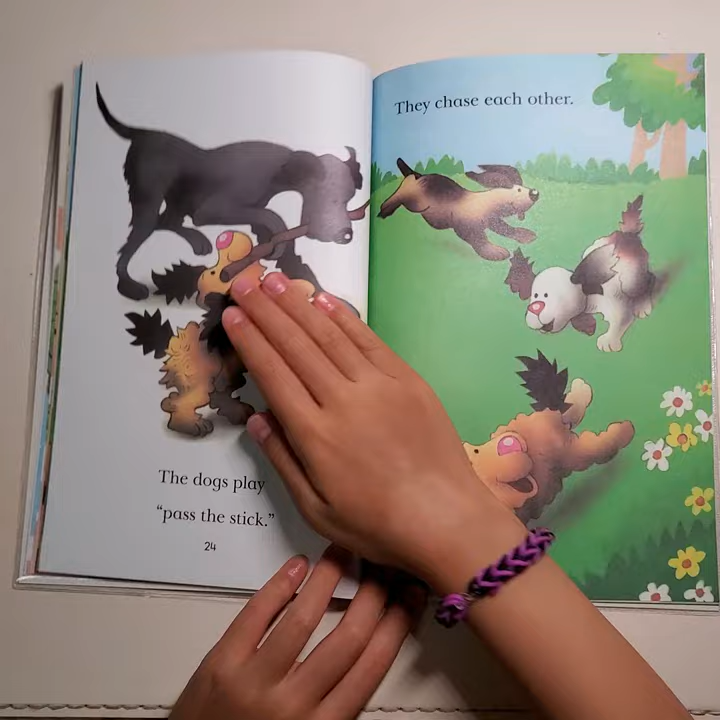 The dogs play
"pass the stick."
24
They chase each other.